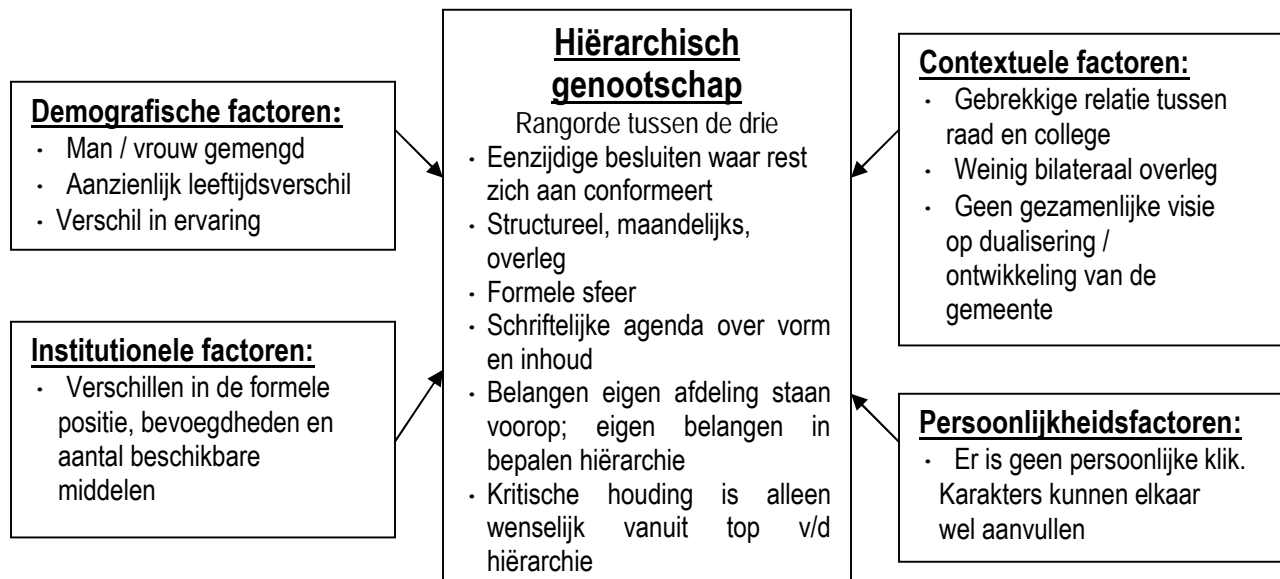 Demografische factoren:
· Man / vrouw gemengd
· Aanzienlijk leeftijdsverschil
· Verschil in ervaring
Institutionele factoren:
· Verschillen in de formele
positie, bevoegdheden en
aantal beschikbare
middelen
Hiërarchisch
genootschap
Rangorde tussen de drie
· Eenzijdige besluiten waar rest
zich aan conformeert
· Structureel, maandelijks,
overleg
· Formele sfeer
· Schriftelijke agenda over vorm
en inhoud
· Belangen eigen afdeling staan
voorop; eigen belangen in
bepalen hiërarchie
· Kritische houding is alleen
wenselijk vanuit top v/d
hiërarchie
Contextuele factoren:
· Gebrekkige relatie tussen
raad en college
· Weinig bilateraal overleg
· Geen gezamenlijke visie
op dualisering /
ontwikkeling van de
gemeente
Persoonlijkheidsfactoren:
· Er is geen persoonlijke klik.
Karakters kunnen elkaar
wel aanvullen